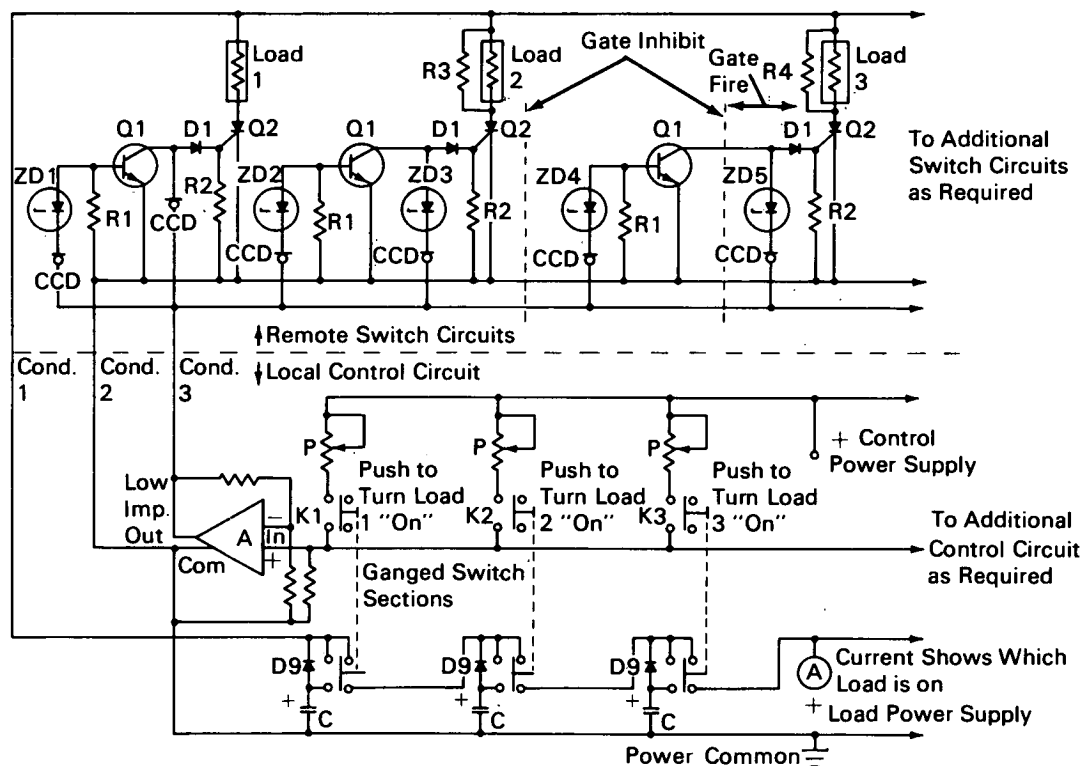 Load
1
R3
Load
2
Gate Inhibit
Gate
Fire
R4
Load
3
Q1
D1
Q2
Q1
D1
Q2
Q1
D1
Q2
To Additional
Switch Circuits
as Required
ZD1
R1
R2
CCD
CCD
ZD2
R1
CCD
ZD3
CCD
R2
ZD4
R1
CCD
ZD5
CCD
R2
Remote Switch Circuits
Cond.
1
Cond.
2
Cond.
3
Local Control Circuit
P
P
P
+ Control
Power Supply
Push to
Turn Load
1 "On"
Push to
Turn Load
2 "On"
Push to
Turn Load
3 "On"
K1
K2
K3
Low
Imp.
Out
A
−
In
+
Com
To Additional
Control Circuit
as Required
Ganged Switch
Sections
D9
+
C
D9
+
C
D9
+
C
A
Current Shows Which
Load is on
+ Load Power Supply
Power Common